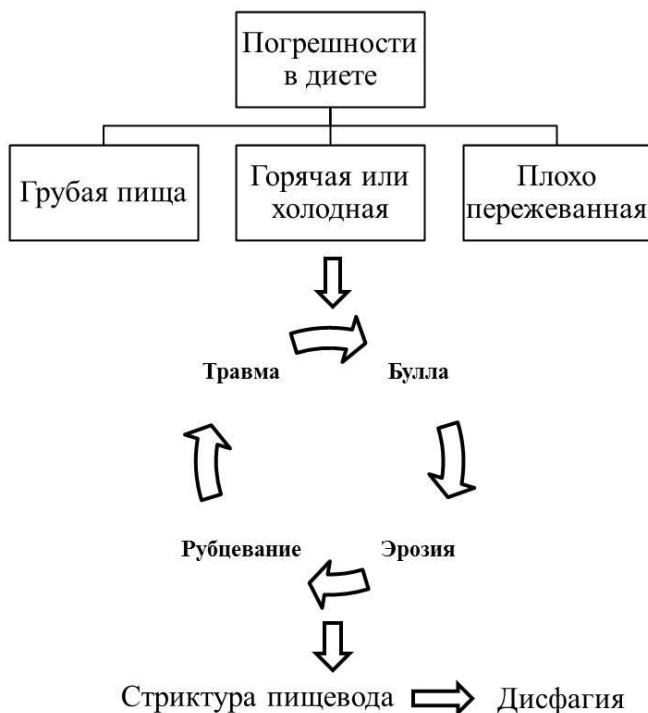 Погрешности
в диете
Грубая пища
Горячая или
холодная
Плохо
пережеванная
Травма
Булла
Рубцевание
Эрозия
Стриктура пищевода
Дисфагия